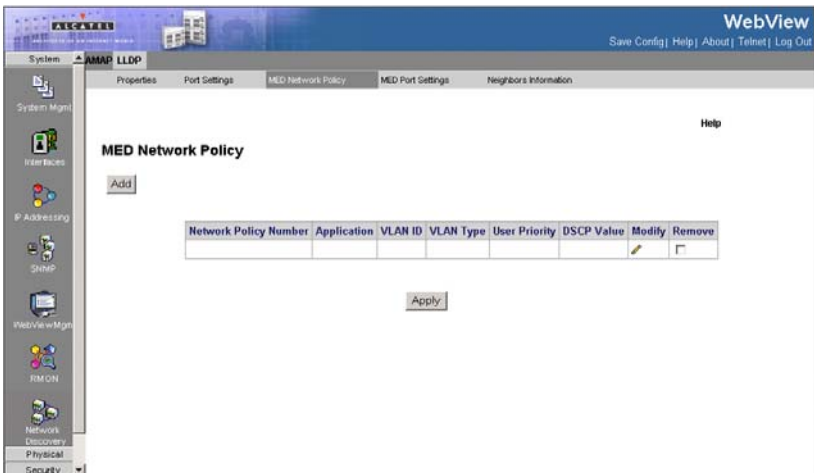 ALCATEL
WebView
Save Config| Help| About| Telnet| Log Out
System
AMAP LLDP
Properties Port Settings MED Network Policy MED Port Settings Neighbors Information
System Mgmt
Help
MED Network Policy
Interfaces
Add
IP Addressing
Network Policy Number Application VLAN ID VLAN Type User Priority DSCP Value Modify Remove
SNMP
Apply
WebViewMgm
RMON
Network
Discovery
Physical
Security